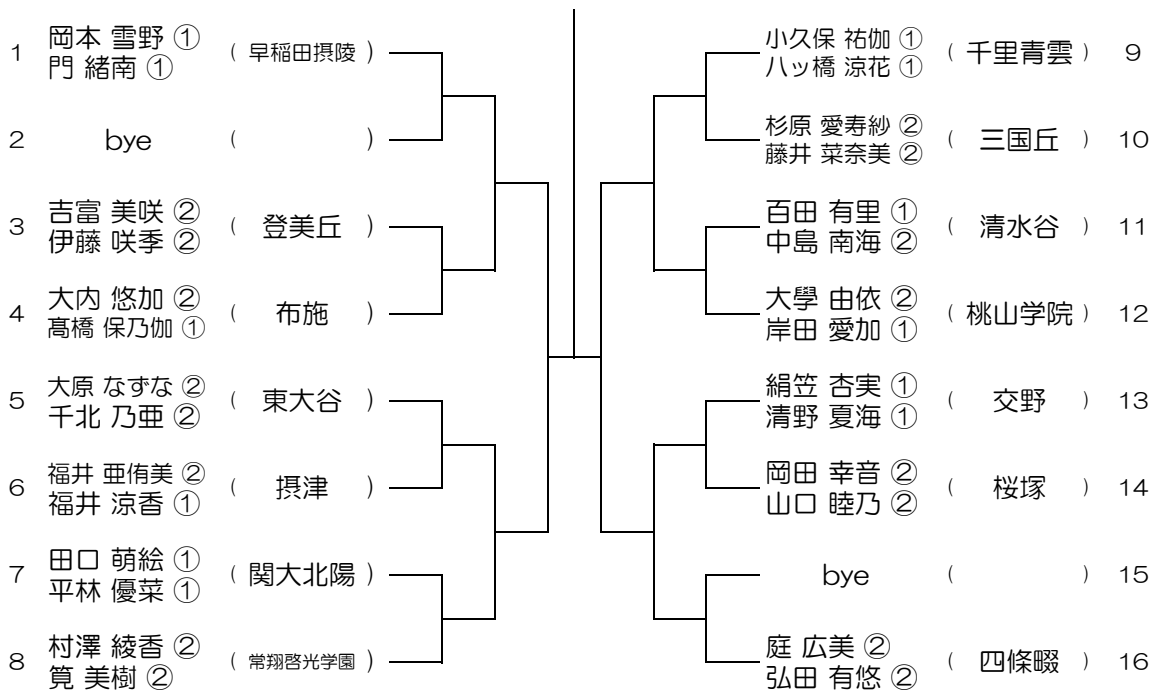 1 岡本 雪野 ① ( 早稲田摂陵 )
門 緒南 ①
2 bye ( )
3 吉富 美咲 ② ( 登美丘 )
伊藤 咲季 ②
4 大内 悠加 ② ( 布施 )
髙橋 保乃伽 ①
5 大原 なずな ② ( 東大谷 )
千北 乃亜 ②
6 福井 亜侑美 ② ( 摂津 )
福井 涼香 ①
7 田口 萌絵 ① ( 関大北陽 )
平林 優菜 ①
8 村澤 綾香 ② ( 常翔啓光学園 )
筧 美樹 ②
小久保 祐伽 ① ( 千里青雲 ) 9
八ッ橋 涼花 ①
杉原 愛寿紗 ② ( 三国丘 ) 10
藤井 菜奈美 ②
百田 有里 ① ( 清水谷 ) 11
中島 南海 ②
大學 由依 ② ( 桃山学院 ) 12
岸田 愛加 ①
絹笠 杏実 ① ( 交野 ) 13
清野 夏海 ①
岡田 幸音 ② ( 桜塚 ) 14
山口 睦乃 ②
bye ( ) 15
庭 広美 ② ( 四條畷 ) 16
弘田 有悠 ②